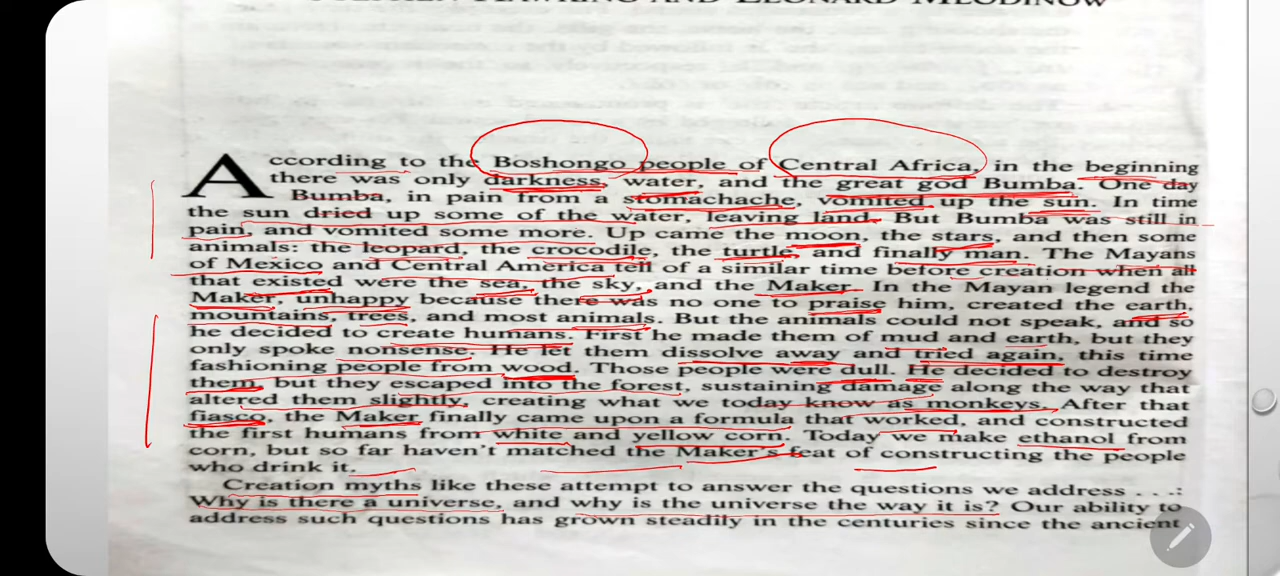 STEPHEN HAWKING AND LEONARD MLODINOW
According to the Boshongo people of Central Africa, in the beginning
there was only darkness, water, and the great god Bumba. One day
Bumba, in pain from a stomachache, vomited up the sun. In time
the sun dried up some of the water, leaving land. But Bumba was still in
pain, and vomited some more. Up came the moon, the stars, and then some
animals: the leopard, the crocodile, the turtle, and finally man. The Mayans
of Mexico and Central America tell of a similar time before creation when all
that existed were the sea, the sky, and the Maker. In the Mayan legend the
Maker, unhappy because there was no one to praise him, created the earth,
mountains, trees, and most animals. But the animals could not speak, and so
he decided to create humans. First he made them of mud and earth, but they
only spoke nonsense. He let them dissolve away and tried again, this time
fashioning people from wood. Those people were dull. He decided to destroy
them, but they escaped into the forest, sustaining damage along the way that
altered them slightly, creating what we today know as monkeys. After that
fiasco, the Maker finally came upon a formula that worked, and constructed
the first humans from white and yellow corn. Today we make ethanol from
corn, but so far haven't matched the Maker's feat of constructing the people
who drink it.
Creation myths like these attempt to answer the questions we address . . .:
Why is there a universe, and why is the universe the way it is? Our ability to
address such questions has grown steadily in the centuries since the ancient